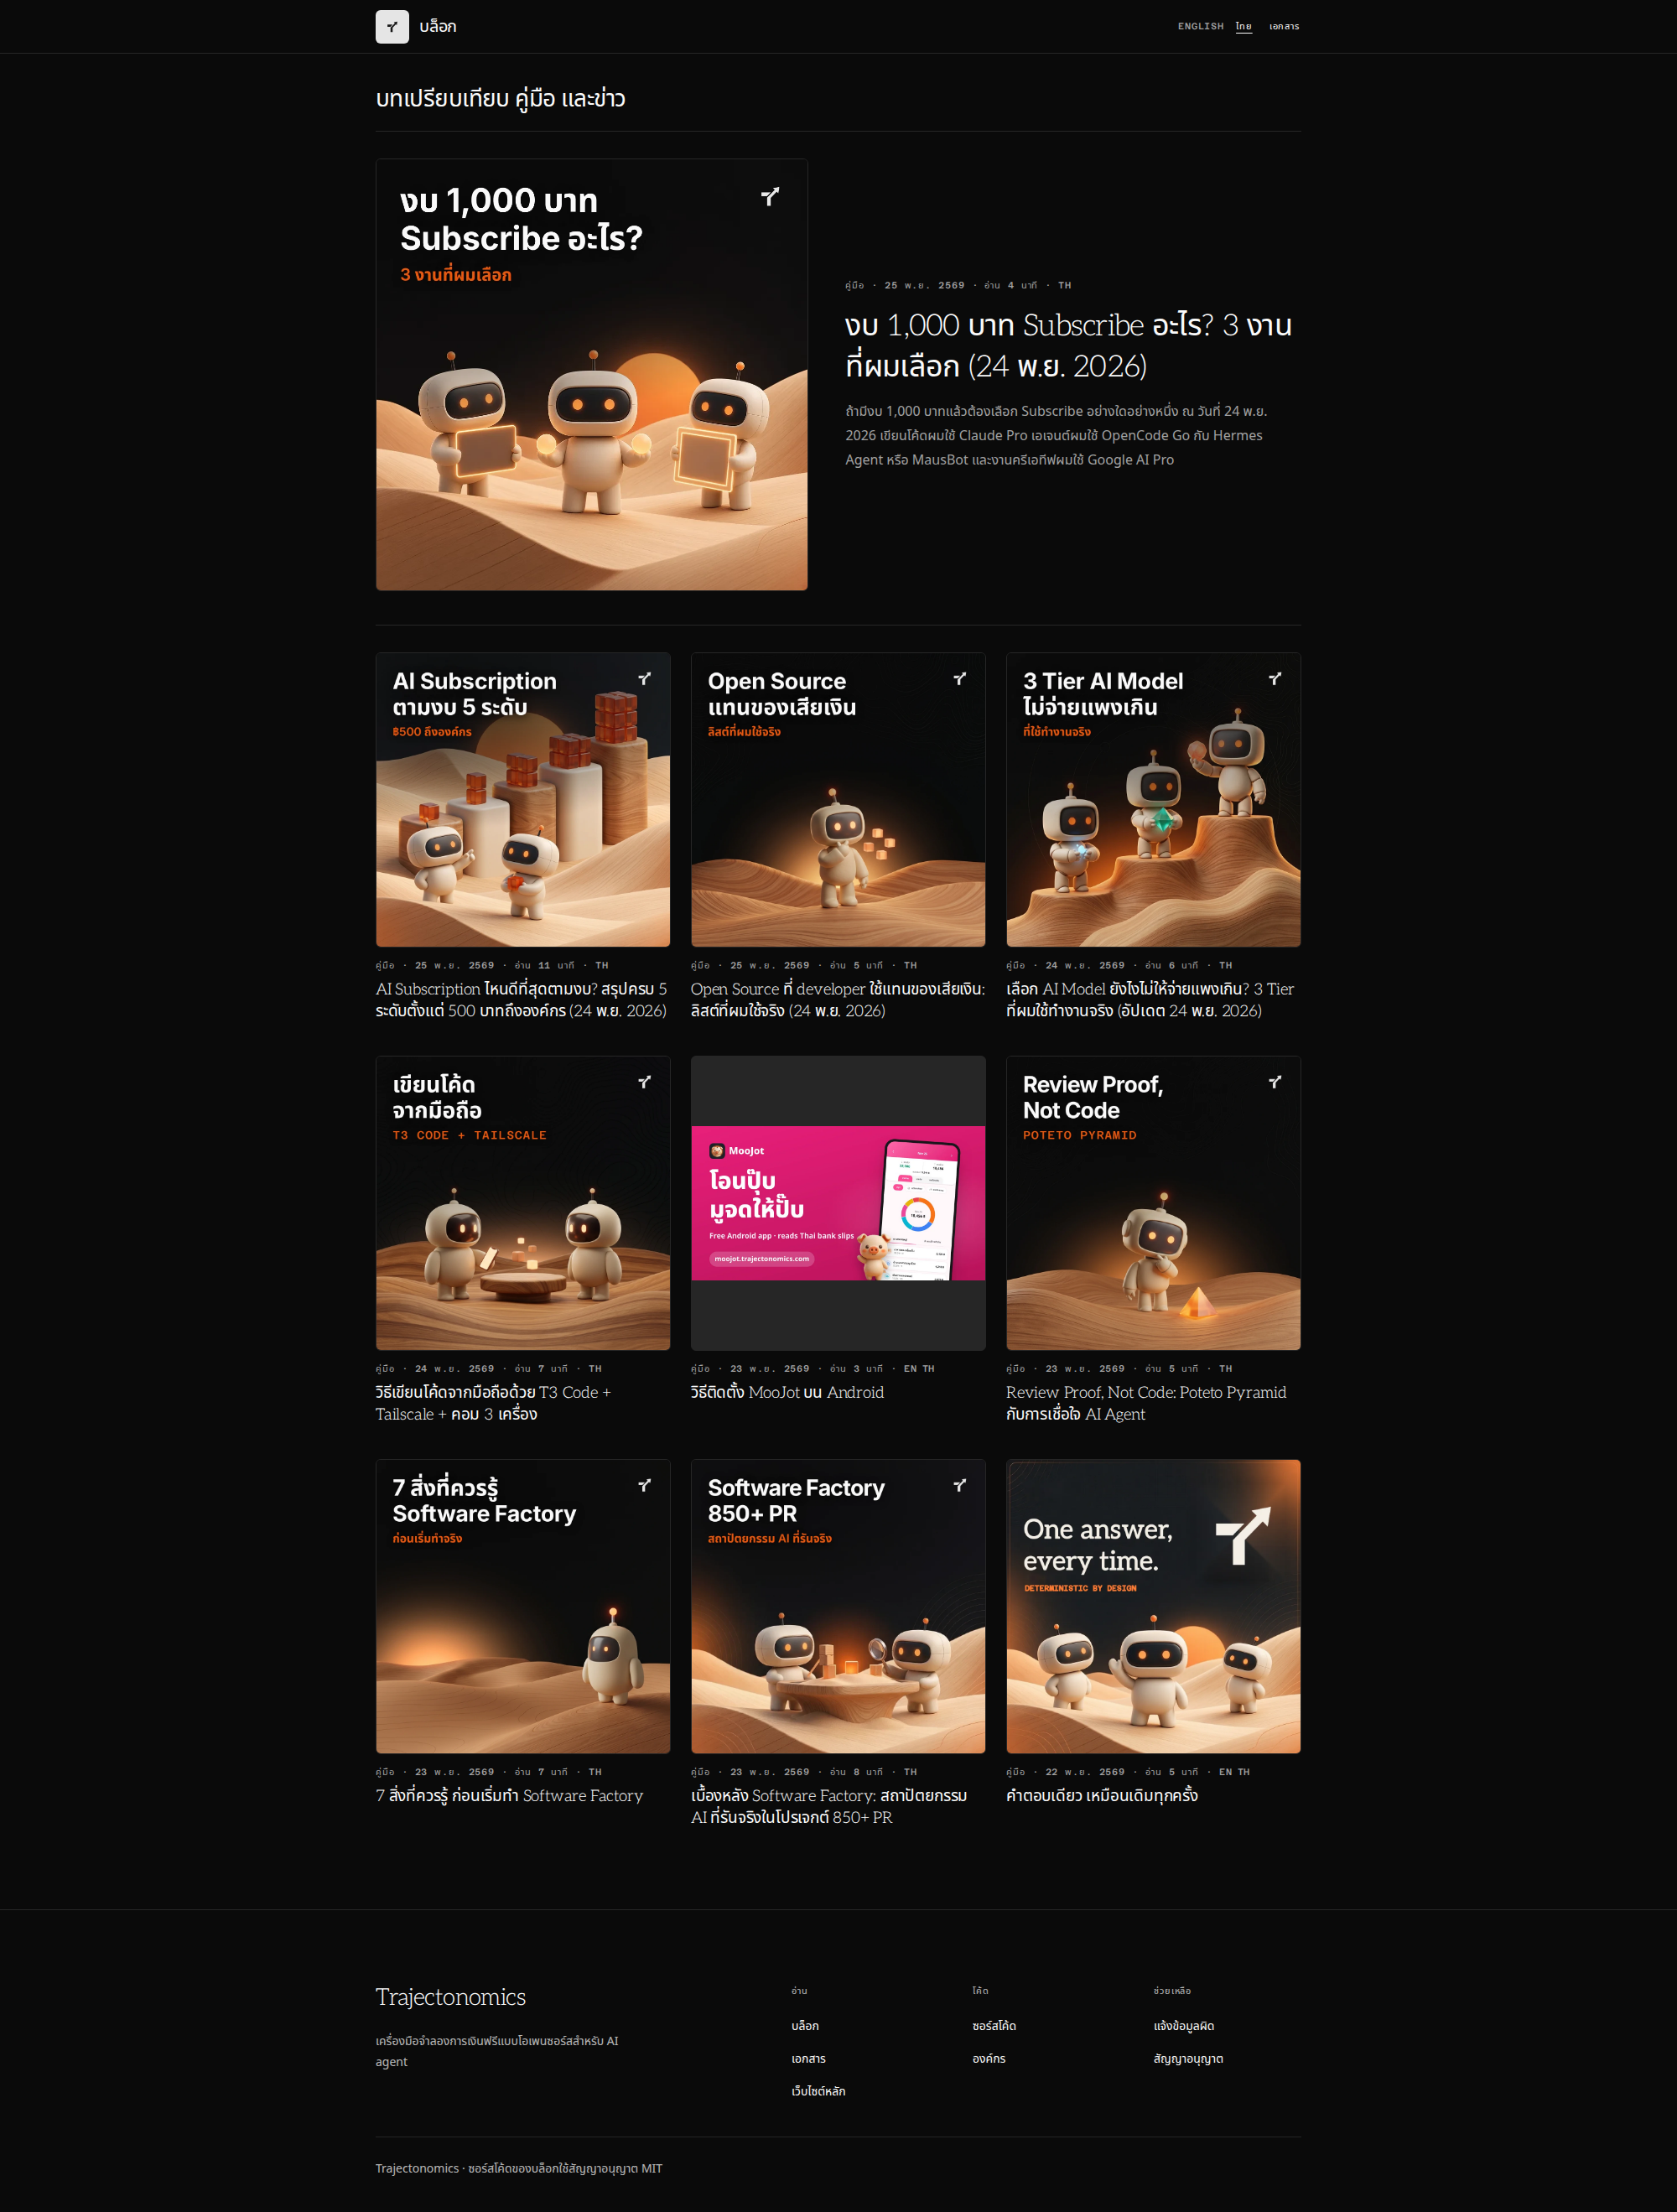 บล็อก
ENGLISH ไทย เอกสาร
บทเปรียบเทียบ คู่มือ และข่าว
งบ 1,000 บาท
Subscribe อะไร?
3 งานที่ผมเลือก
คู่มือ · 25 พ.ย. 2569 · อ่าน 4 นาที · TH
งบ 1,000 บาท Subscribe อะไร? 3 งาน
ที่ผมเลือก (24 พ.ย. 2026)
ถ้ามีงบ 1,000 บาทแล้วต้องเลือก Subscribe อย่างใดอย่างหนึ่ง ณ วันที่ 24 พ.ย.
2026 เขียนโค้ดผมใช้ Claude Pro เอเจนต์ผมใช้ OpenCode Go กับ Hermes
Agent หรือ MausBot และงานครีเอทีฟผมใช้ Google AI Pro
AI Subscription
ตามงบ 5 ระดับ
฿500 ถึงองค์กร
คู่มือ · 25 พ.ย. 2569 · อ่าน 11 นาที · TH
AI Subscription ไหนดีที่สุดตามงบ? สรุปครบ 5
ระดับตั้งแต่ 500 บาทถึงองค์กร (24 พ.ย. 2026)
Open Source
แทนของเสียเงิน
ลิสต์ที่ผมใช้จริง
คู่มือ · 25 พ.ย. 2569 · อ่าน 5 นาที · TH
Open Source ที่ developer ใช้แทนของเสียเงิน:
ลิสต์ที่ผมใช้จริง (24 พ.ย. 2026)
3 Tier AI Model
ไม่จ่ายแพงเกิน
ที่ใช้ทำงานจริง
คู่มือ · 24 พ.ย. 2569 · อ่าน 6 นาที · TH
เลือก AI Model ยังไงไม่ให้จ่ายแพงเกิน? 3 Tier
ที่ผมใช้ทำงานจริง (อัปเดต 24 พ.ย. 2026)
เขียนโค้ด
จากมือถือ
T3 CODE + TAILSCALE
คู่มือ · 24 พ.ย. 2569 · อ่าน 7 นาที · TH
วิธีเขียนโค้ดจากมือถือด้วย T3 Code +
Tailscale + คอม 3 เครื่อง
MooJot
โอนปุ๊บ
มูจดให้ปั๊บ
Free Android app · reads Thai bank slips
moojot.trajectonomics.com
คู่มือ · 23 พ.ย. 2569 · อ่าน 3 นาที · EN TH
วิธีติดตั้ง MooJot บน Android
Review Proof,
Not Code
POTETO PYRAMID
คู่มือ · 23 พ.ย. 2569 · อ่าน 5 นาที · TH
Review Proof, Not Code: Poteto Pyramid
กับการเชื่อใจ AI Agent
7 สิ่งที่ควรรู้
Software Factory
ก่อนเริ่มทำจริง
คู่มือ · 23 พ.ย. 2569 · อ่าน 7 นาที · TH
7 สิ่งที่ควรรู้ ก่อนเริ่มทำ Software Factory
Software Factory
850+ PR
สถาปัตยกรรม AI ที่รันจริง
คู่มือ · 23 พ.ย. 2569 · อ่าน 8 นาที · TH
เบื้องหลัง Software Factory: สถาปัตยกรรม
AI ที่รันจริงในโปรเจกต์ 850+ PR
One answer,
every time.
DETERMINISTIC BY DESIGN
คู่มือ · 22 พ.ย. 2569 · อ่าน 5 นาที · EN TH
คำตอบเดียว เหมือนเดิมทุกครั้ง
Trajectonomics
เครื่องมือจำลองการเงินฟรีแบบโอเพนซอร์สสำหรับ AI
agent
อ่าน
บล็อก
เอกสาร
เว็บไซต์หลัก
โค้ด
ซอร์สโค้ด
องค์กร
ช่วยเหลือ
แจ้งข้อมูลผิด
สัญญาอนุญาต
Trajectonomics · ซอร์สโค้ดของบล็อกใช้สัญญาอนุญาต MIT